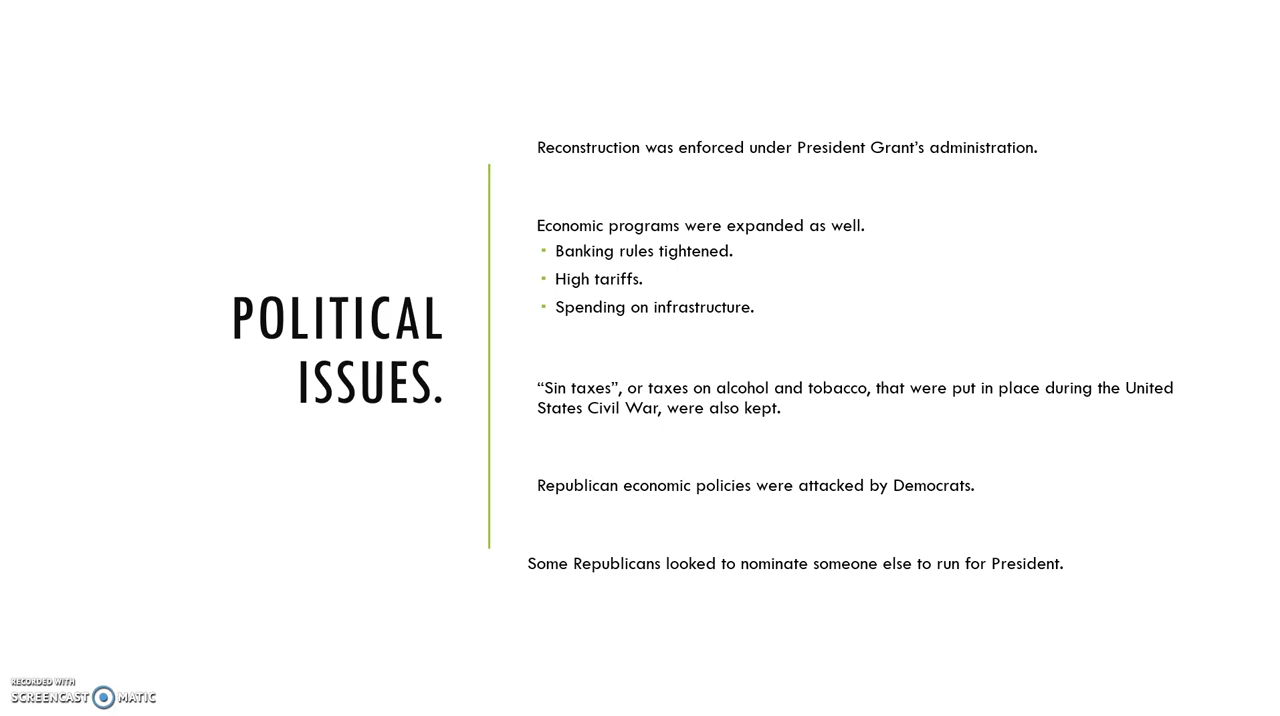 Reconstruction was enforced under President Grant’s administration.
Economic programs were expanded as well.
▪ Banking rules tightened.
▪ High tariffs.
▪ Spending on infrastructure.
POLITICAL
ISSUES.
“Sin taxes”, or taxes on alcohol and tobacco, that were put in place during the United
States Civil War, were also kept.
Republican economic policies were attacked by Democrats.
Some Republicans looked to nominate someone else to run for President.
RECORDED WITH
SCREENCAST MATIC